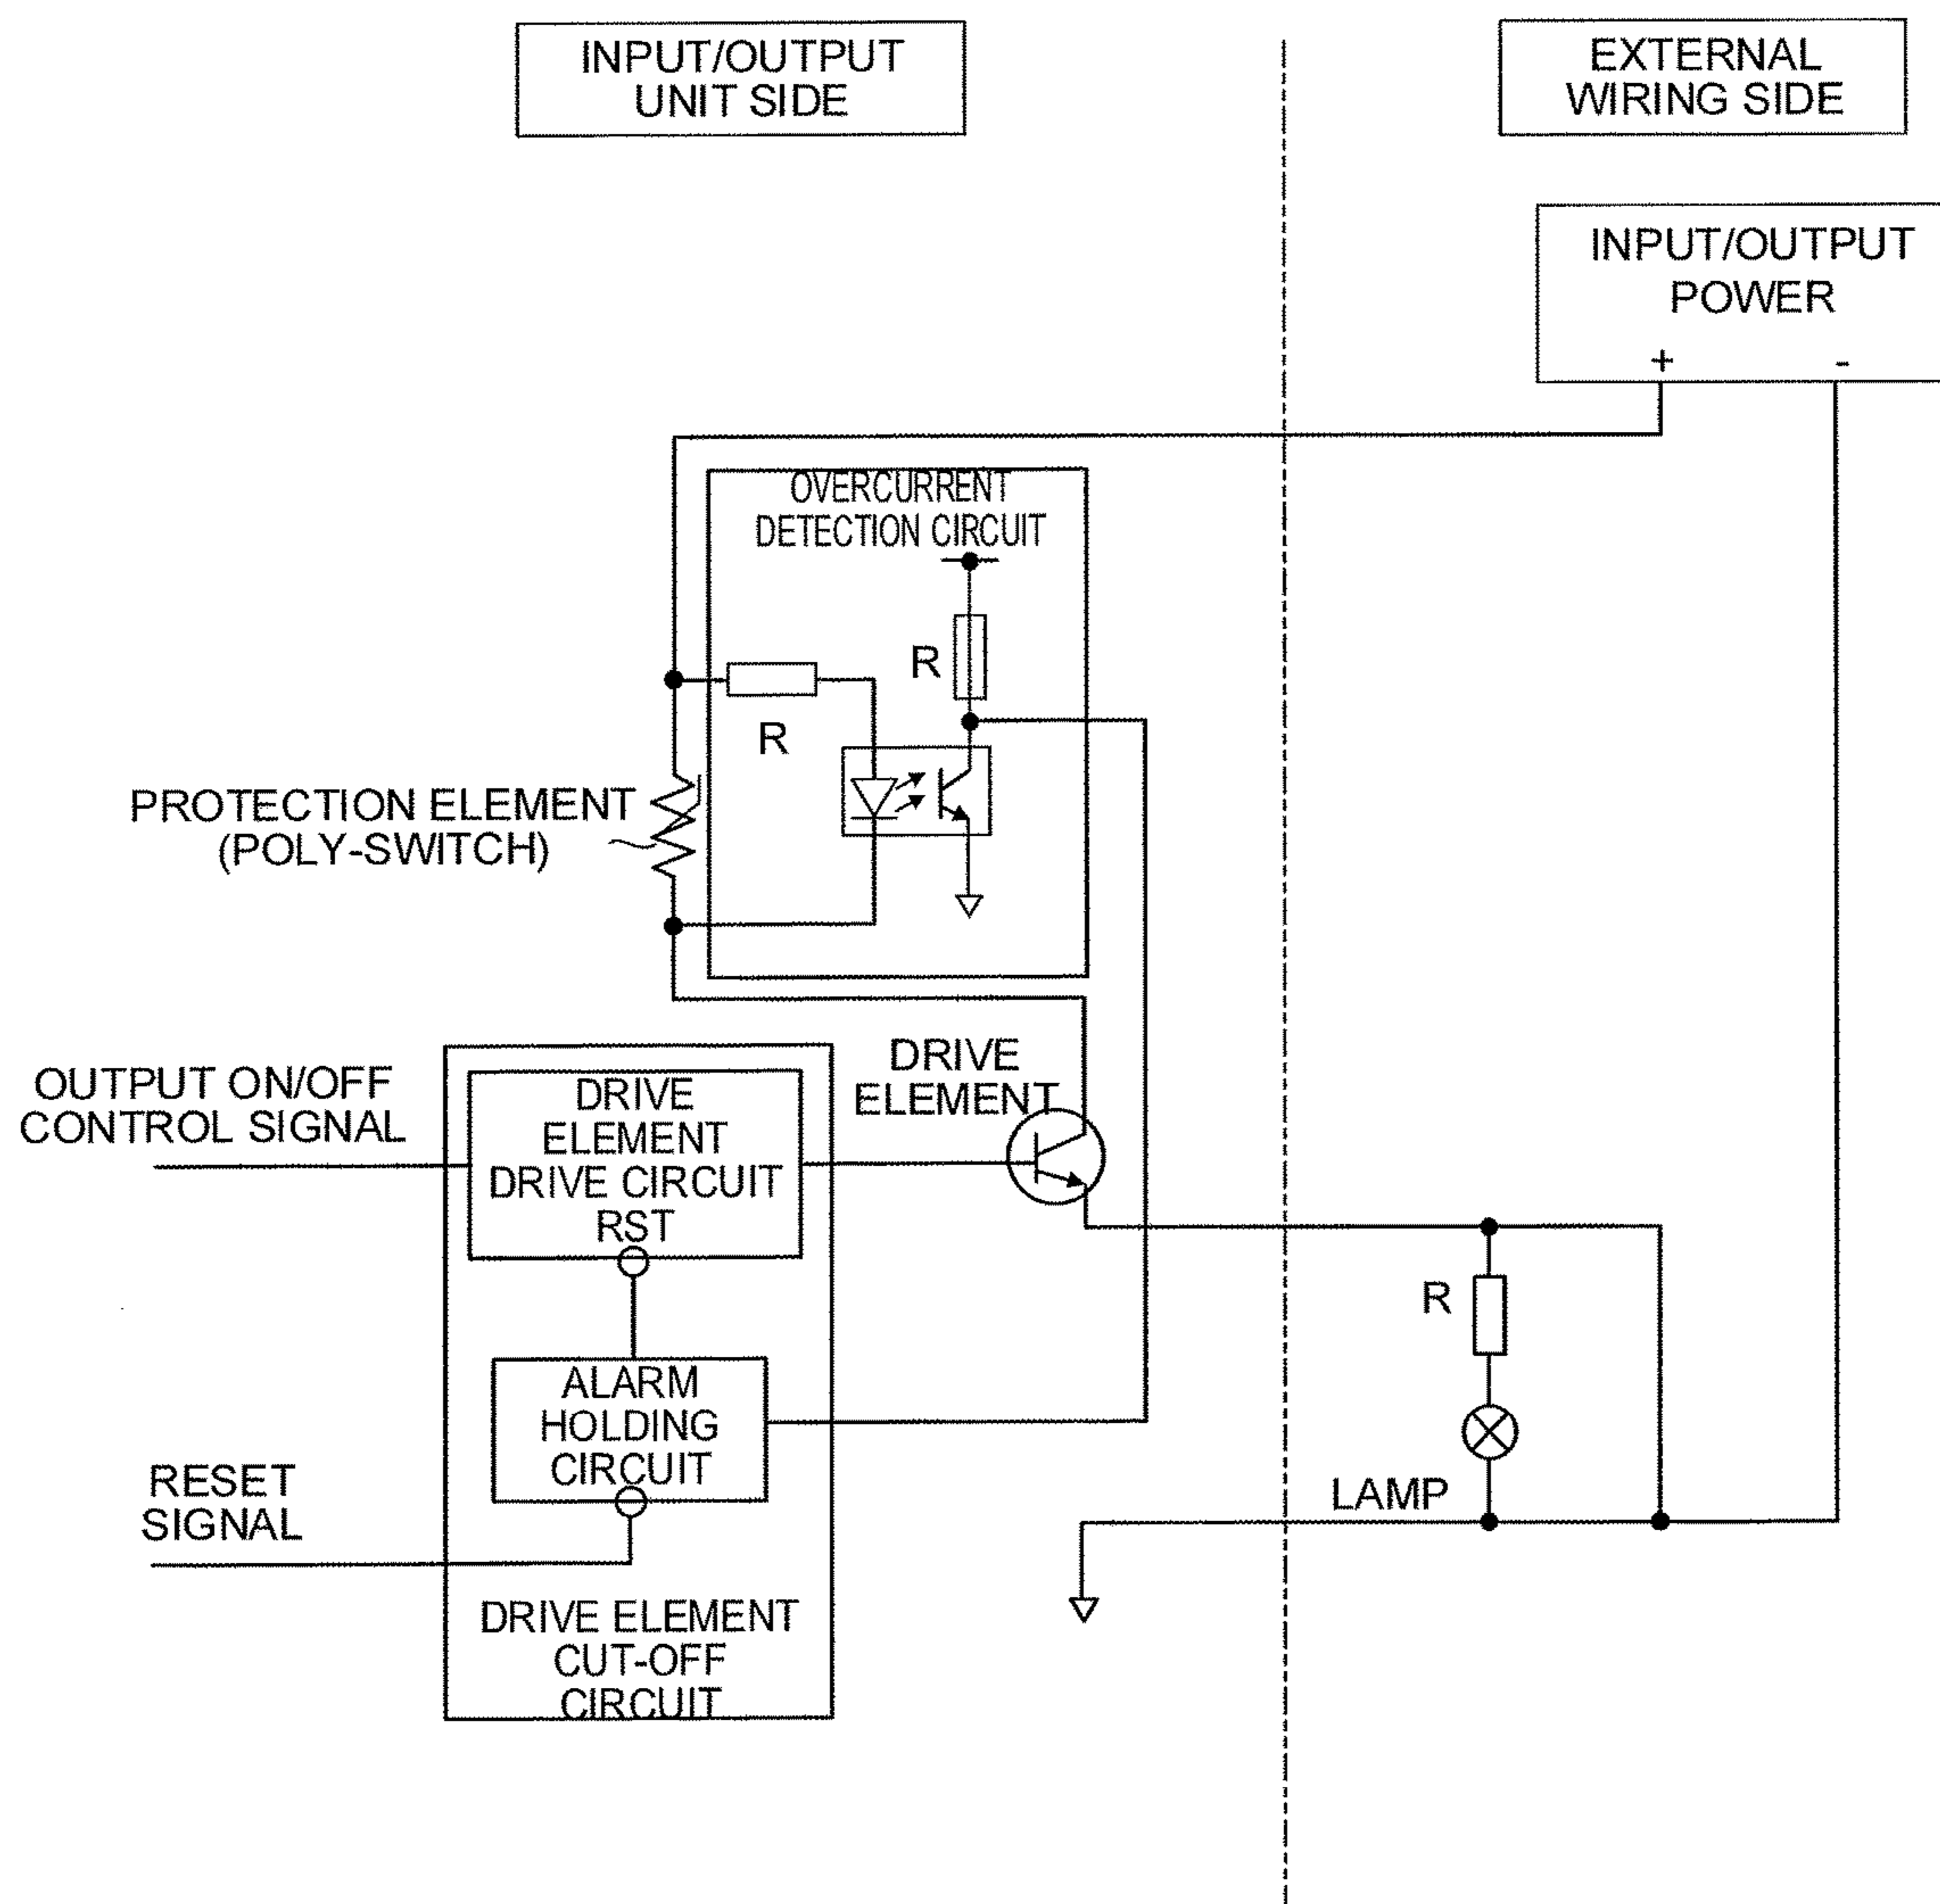 INPUT/OUTPUT
UNIT SIDE
EXTERNAL
WIRING SIDE
INPUT/OUTPUT
POWER
+
-
OVERCURRENT
DETECTION CIRCUIT
R
R
PROTECTION ELEMENT
(POLY-SWITCH)
DRIVE
ELEMENT
OUTPUT ON/OFF
CONTROL SIGNAL
DRIVE
ELEMENT
DRIVE CIRCUIT
RST
R
ALARM
HOLDING
CIRCUIT
RESET
SIGNAL
LAMP
DRIVE ELEMENT
CUT-OFF
CIRCUIT